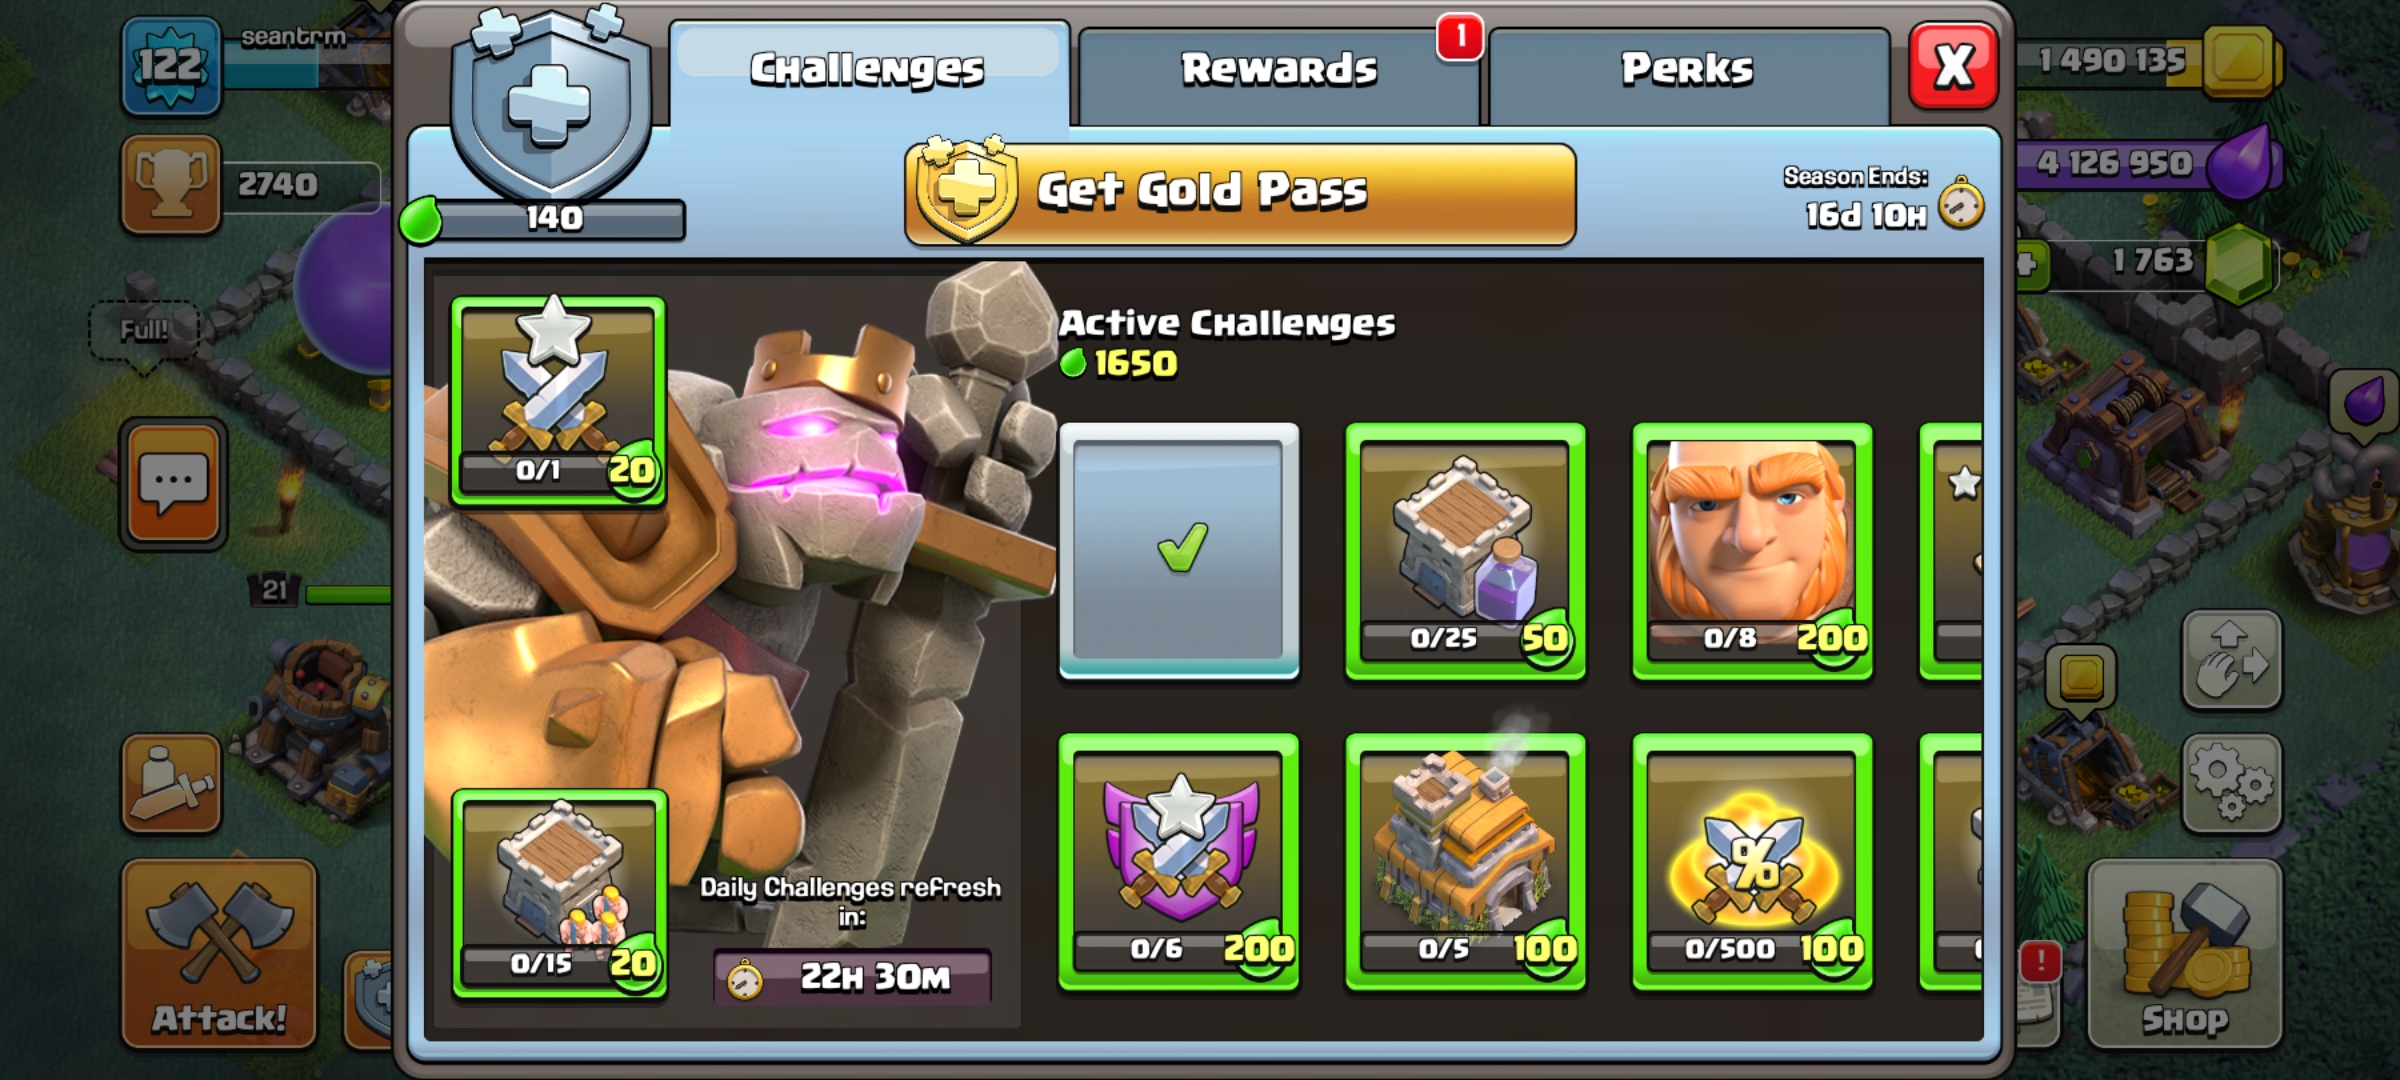 122
seantrm
2740
Full!
21
Attack!
Challenges
Rewards
1
Perks
X
140
Get Gold Pass
Season Ends:
16d 10H
1 490 135
4 126 950
1 763
0/1
20
0/15
20
Daily Challenges refresh
in:
22H 30M
Active Challenges
1650
0/25
50
0/8
200
0/6
200
0/5
100
%
0/500
100
!
Shop